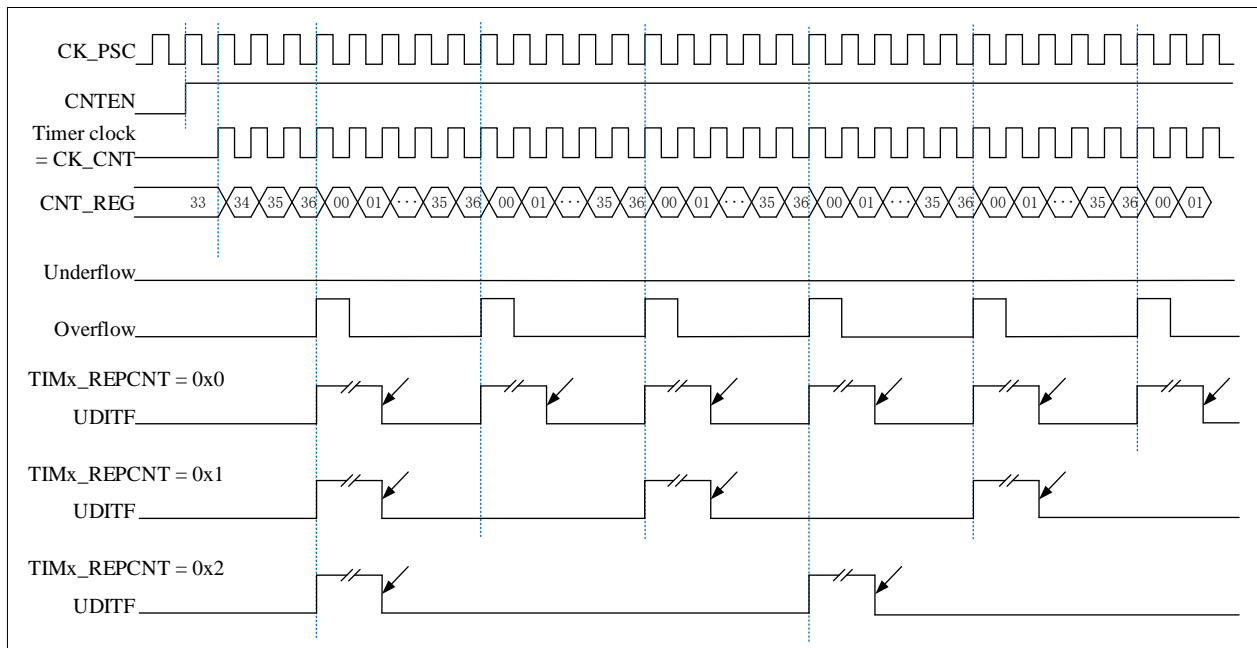 CK_PSC
CNTEN
Timer clock
= CK_CNT
CNT_REG 33 34 35 36 00 01 ··· 35 36 00 01 ··· 35 36 00 01 ··· 35 36 00 01 ··· 35 36 00 01 ··· 35 36 00 01
Underflow
Overflow
TIMx_REPCNT = 0x0
UDITF
TIMx_REPCNT = 0x1
UDITF
TIMx_REPCNT = 0x2
UDITF